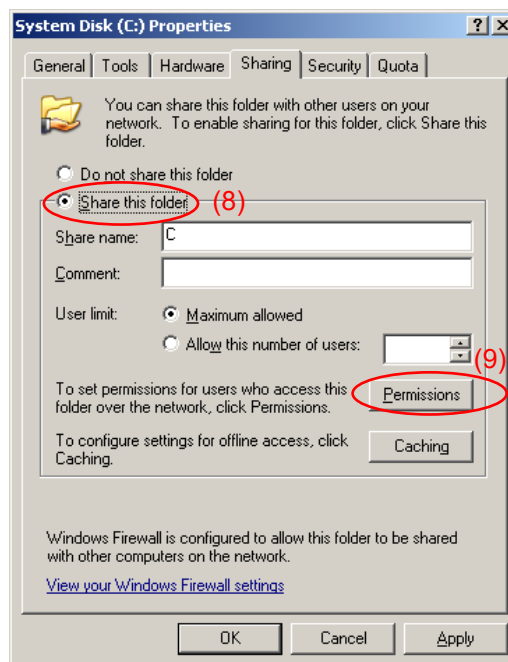 System Disk (C:) Properties ? X
General Tools Hardware Sharing Security Quota
You can share this folder with other users on your
network. To enable sharing for this folder, click Share this
folder.
Do not share this folder
Share this folder (8)
Share name: C
Comment:
User limit: Maximum allowed
Allow this number of users:
(9)
To set permissions for users who access this
folder over the network, click Permissions.
Permissions
To configure settings for offline access, click
Caching.
Caching
Windows Firewall is configured to allow this folder to be shared
with other computers on the network.
View your Windows Firewall settings
OK Cancel Apply